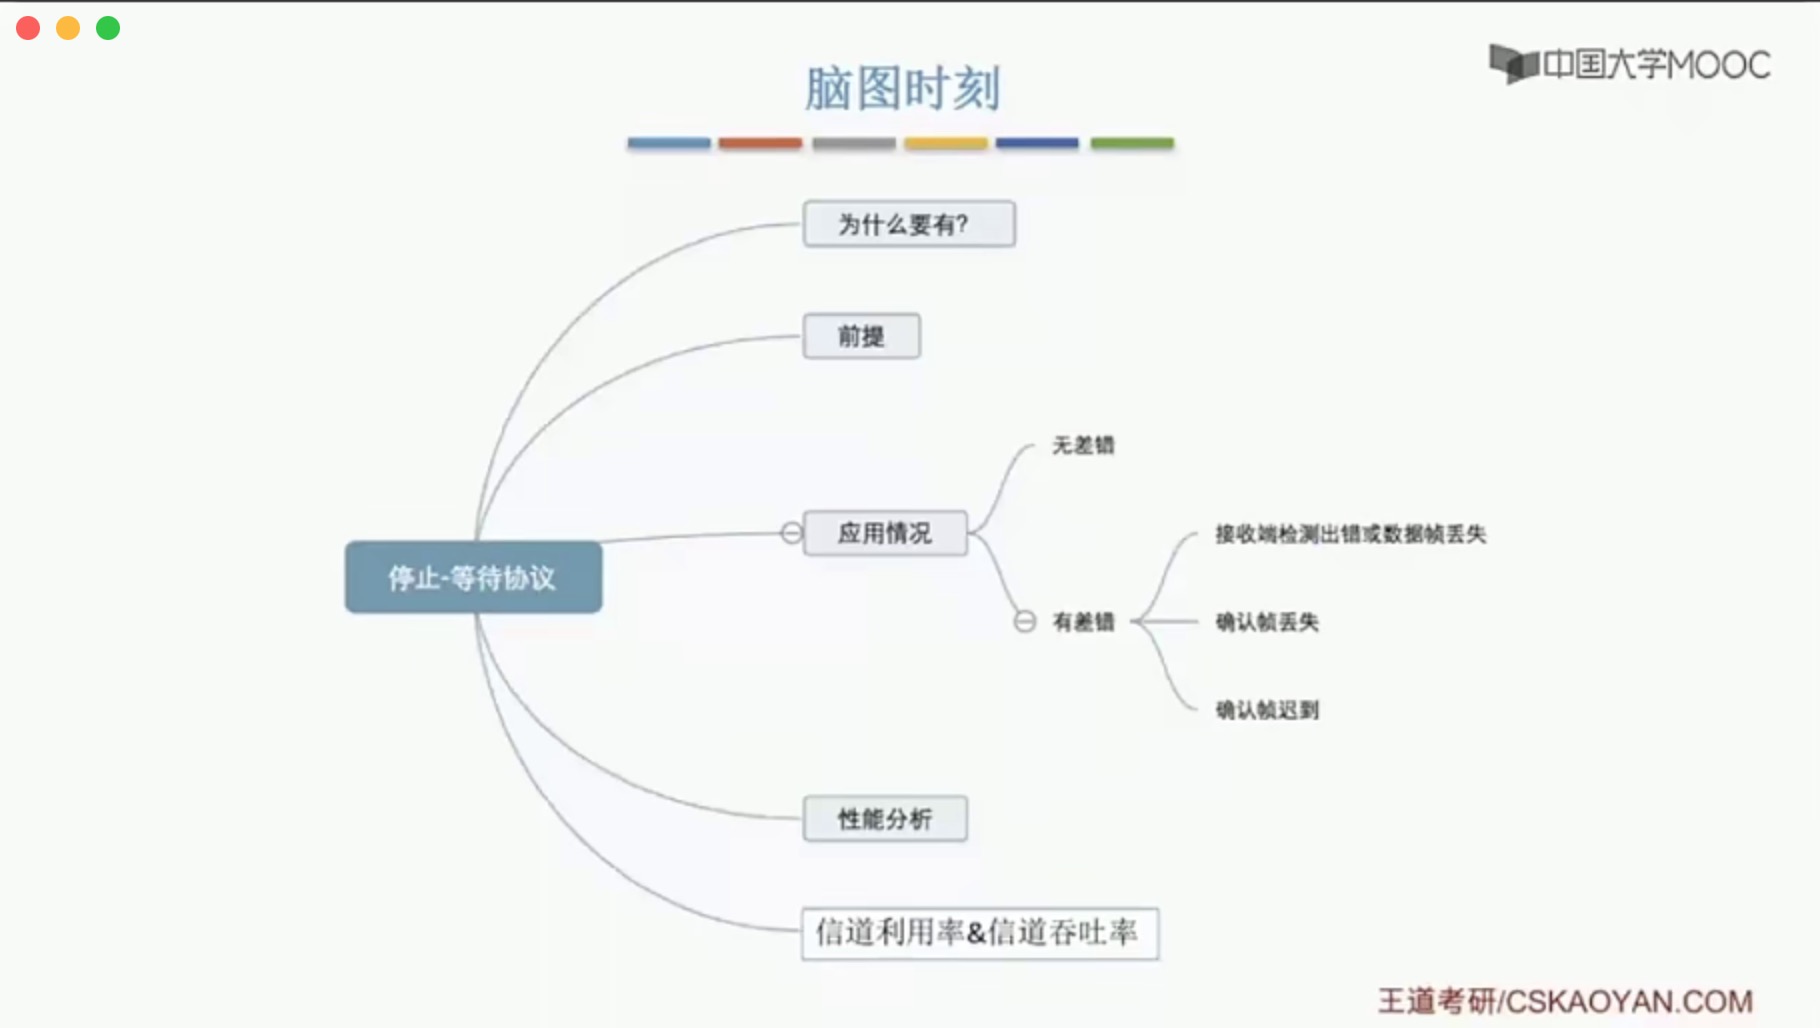 中国大学MOOC
脑图时刻
为什么要有?
前提
无差错
应用情况
接收端检测出错或数据帧丢失
停止-等待协议
有差错
确认帧丢失
确认帧迟到
性能分析
信道利用率&信道吞吐率
王道考研/CSKAOYAN.COM